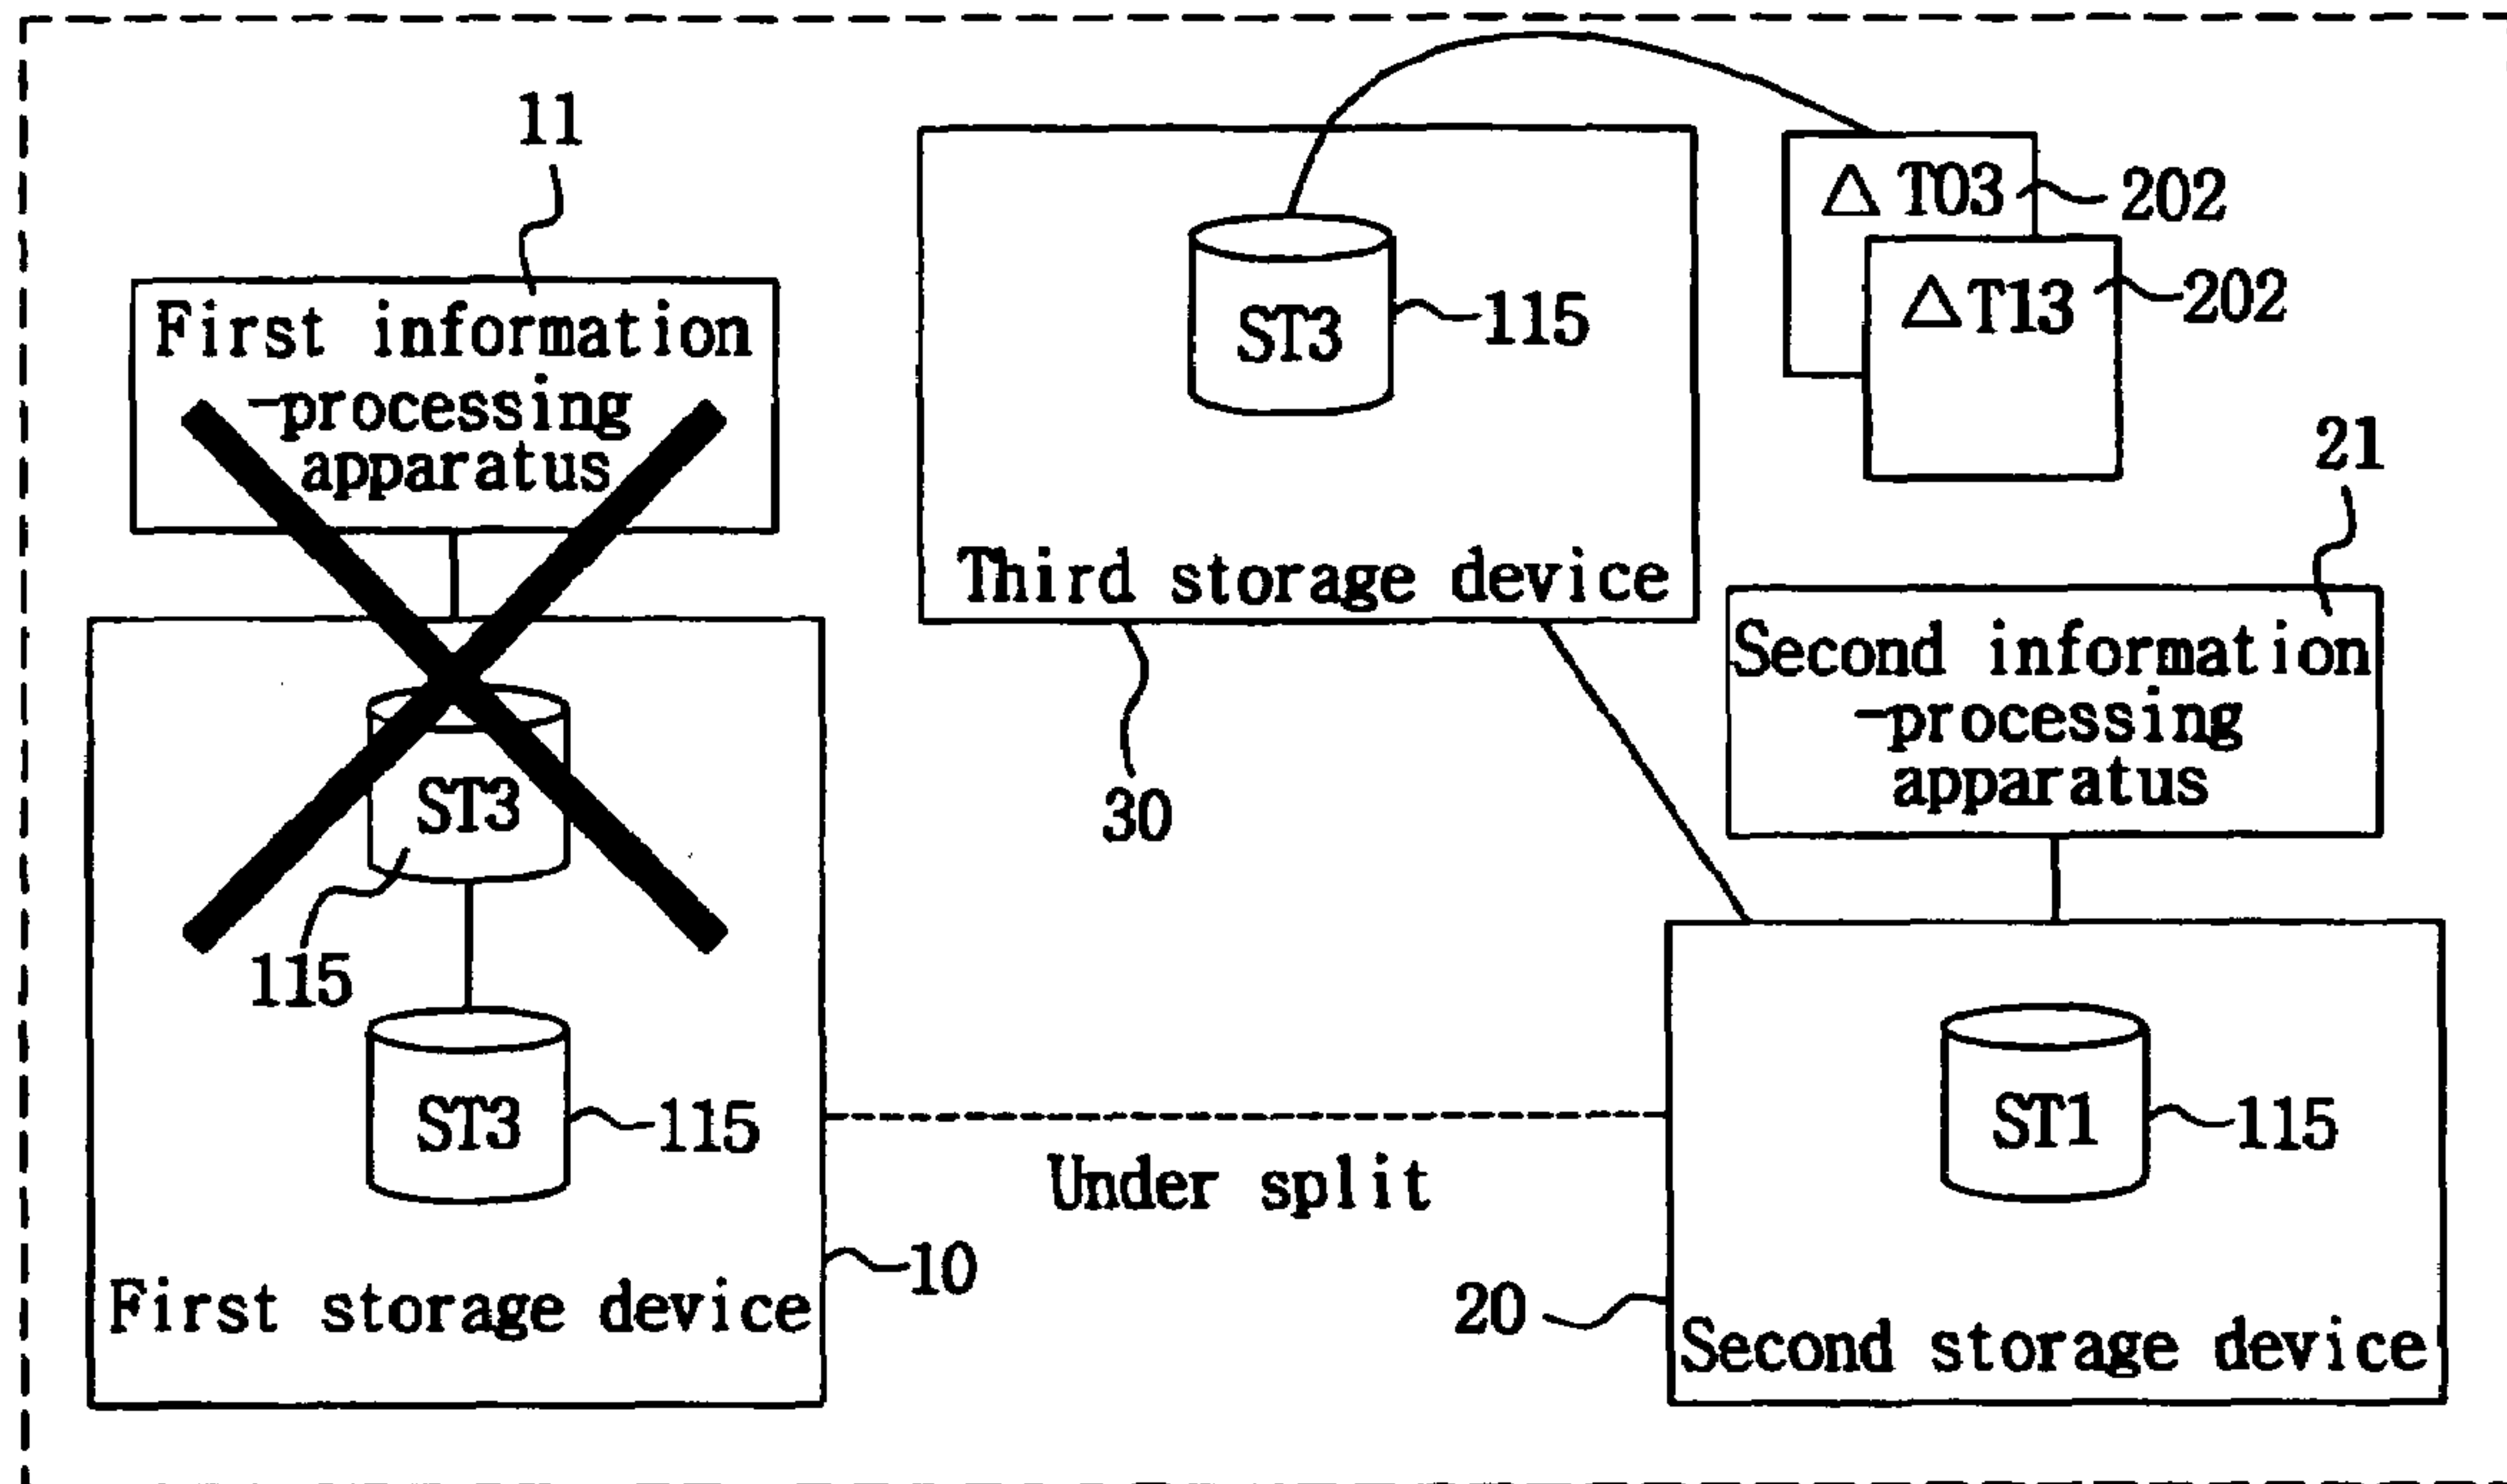 11
First information
-processing
apparatus
ST3
115
ST3
115
10
First storage device
ST3
115
Third storage device
30
△ T03
202
△T13
202
21
Second information
-processing
apparatus
Under split
ST1
115
20
Second storage device